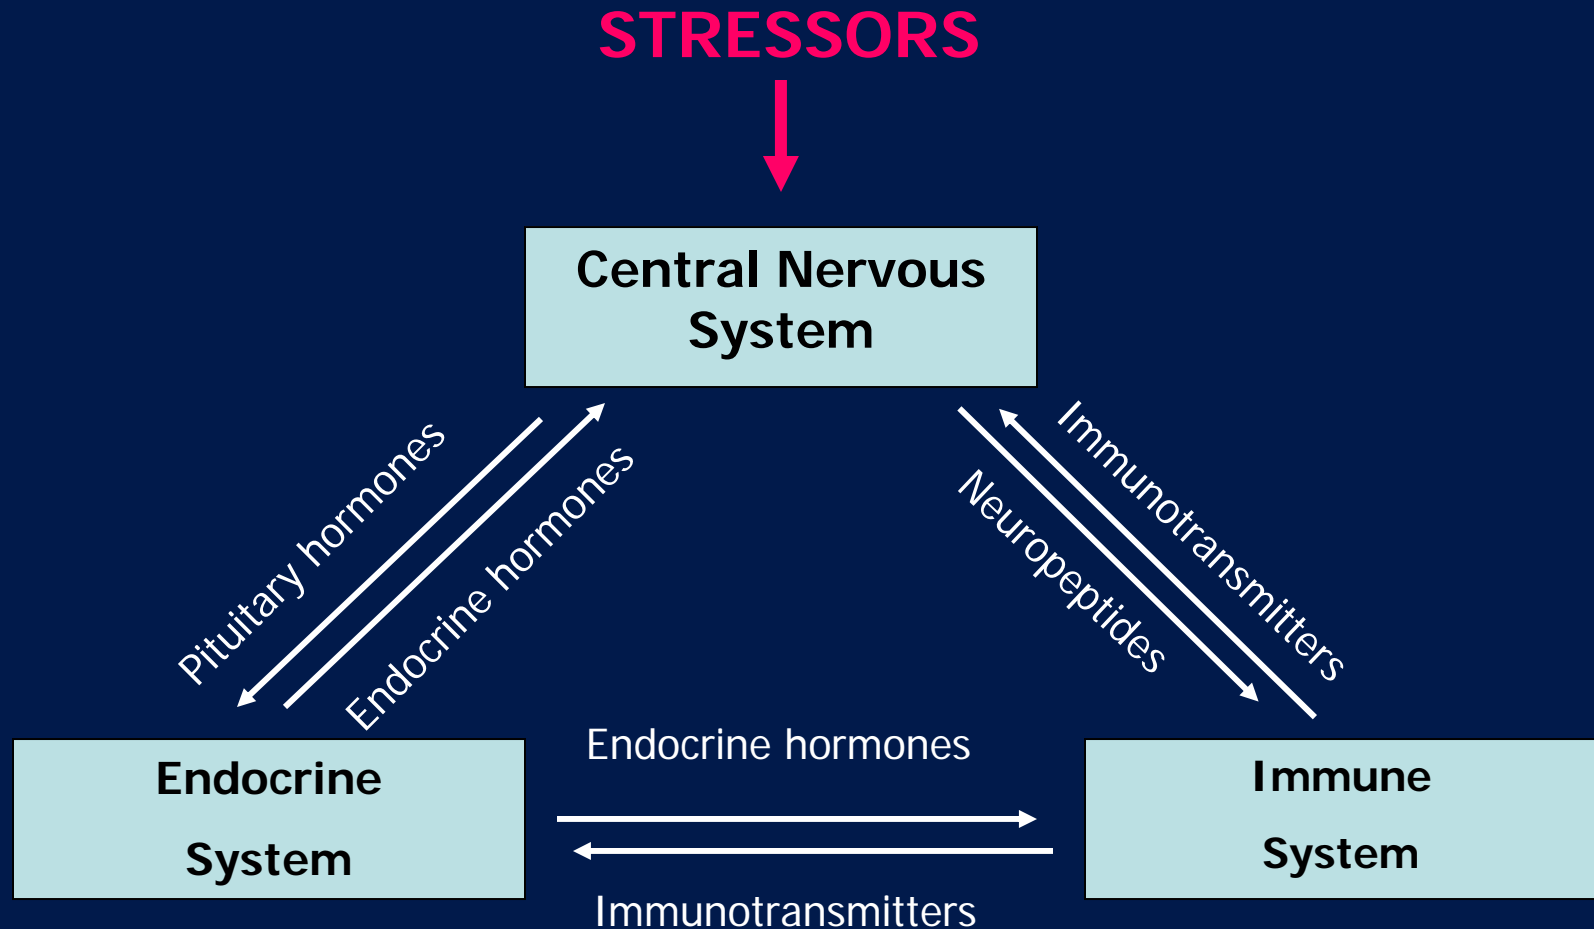 STRESSORS
Central Nervous
System
Pituitary hormones
Endocrine hormones
Neuropeptides
Immunotransmitters
Endocrine hormones
Endocrine
System
Immune
System
Immunotransmitters